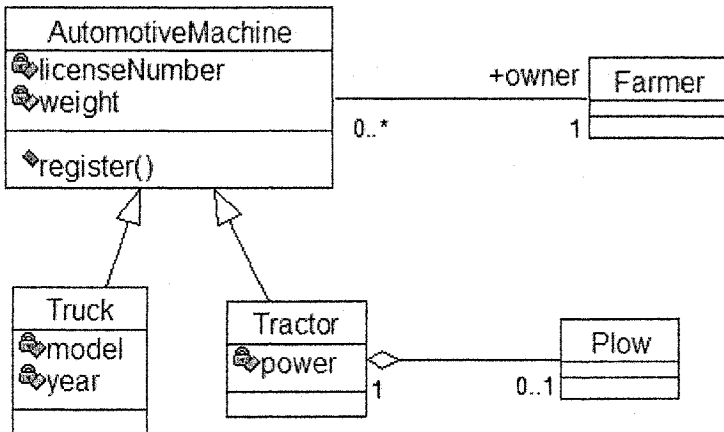 AutomotiveMachine
licenseNumber
weight
register()
+owner
0..*
1
Farmer
Truck
model
year
Tractor
power
1
0..1
Plow